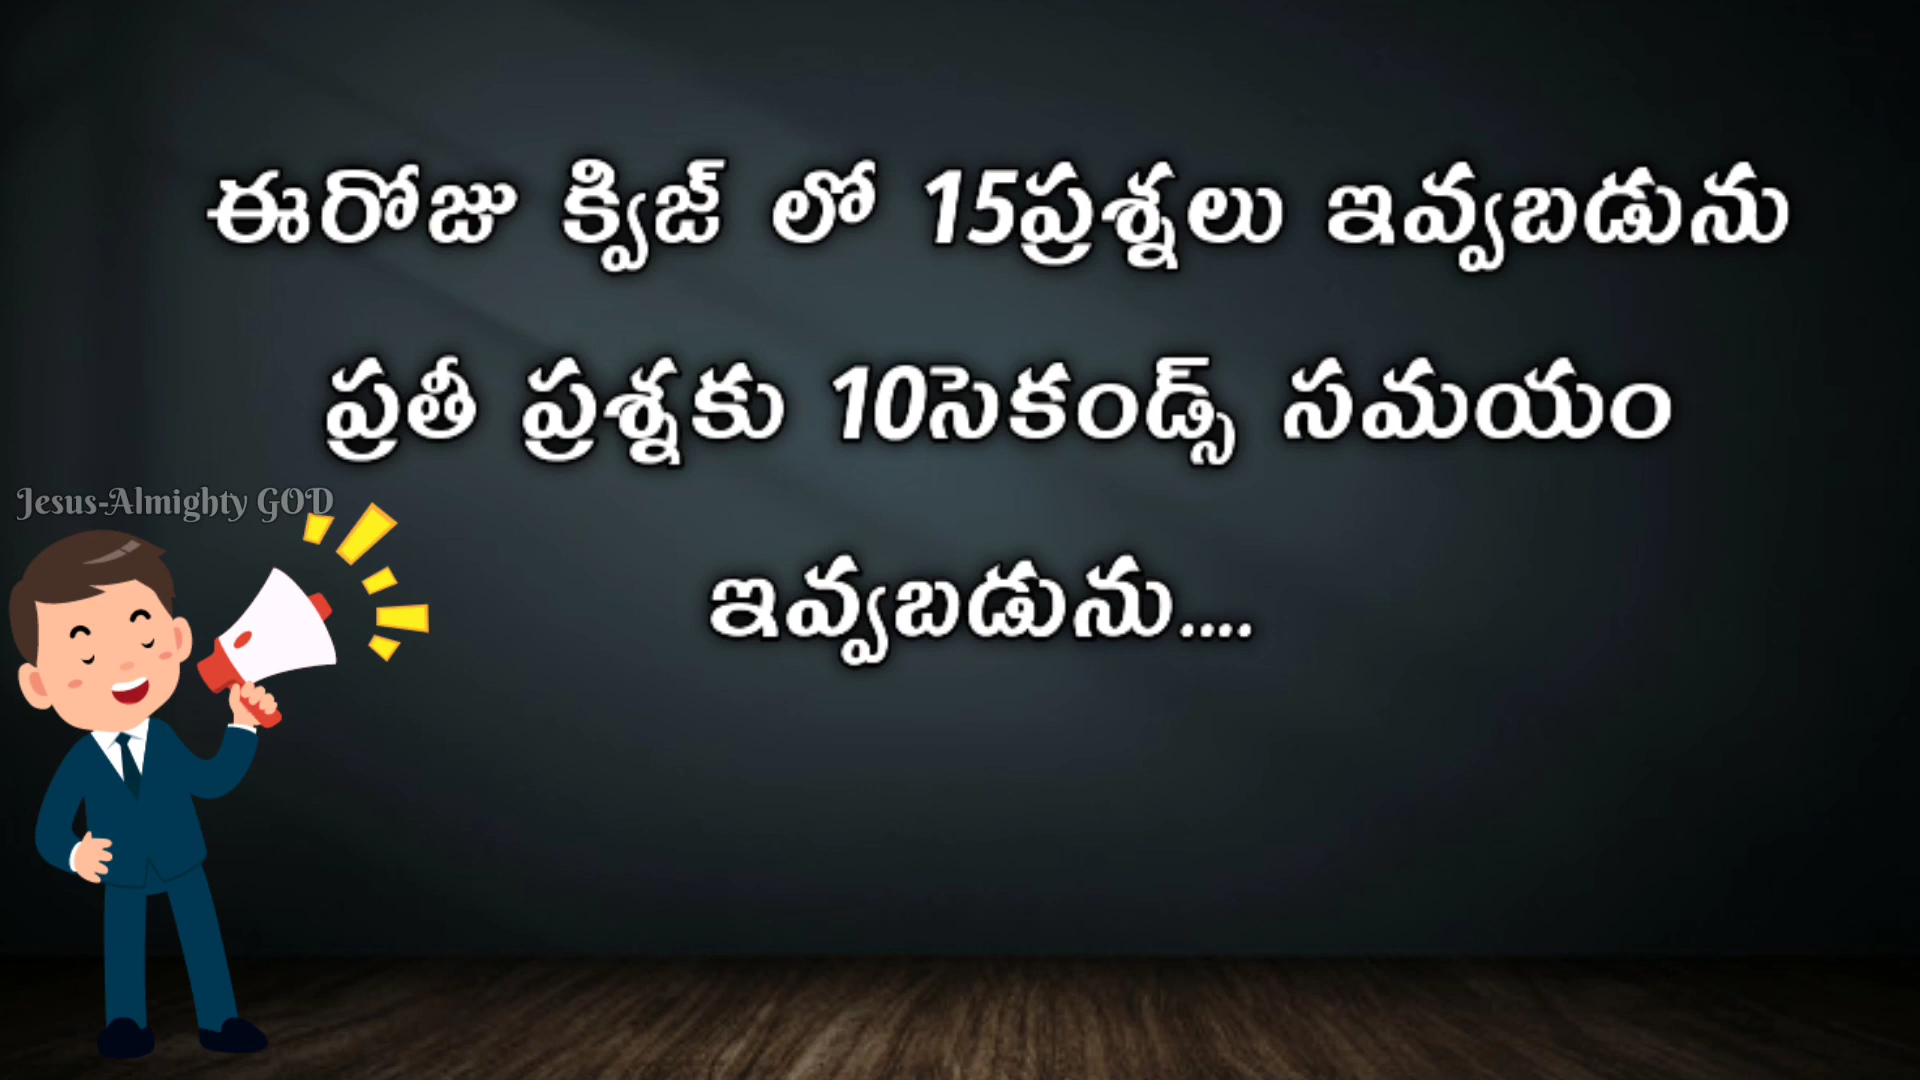 ఈరోజు క్విజ్ లో 15ప్రశ్నలు ఇవ్వబడును
ప్రతీ ప్రశ్నకు 10సెకండ్స్ సమయం
Jesus-Almighty GOD
ఇవ్వబడును....